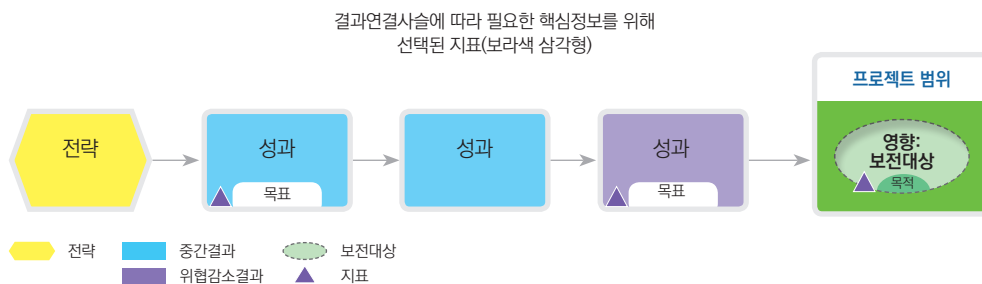 결과연결사슬에 따라 필요한 핵심정보를 위해
선택된 지표(보라색 삼각형)
프로젝트 범위
전략
성과
목표
성과
성과
목표
영향:
보전대상
목적
전략
중간결과
보전대상
위협감소결과
지표